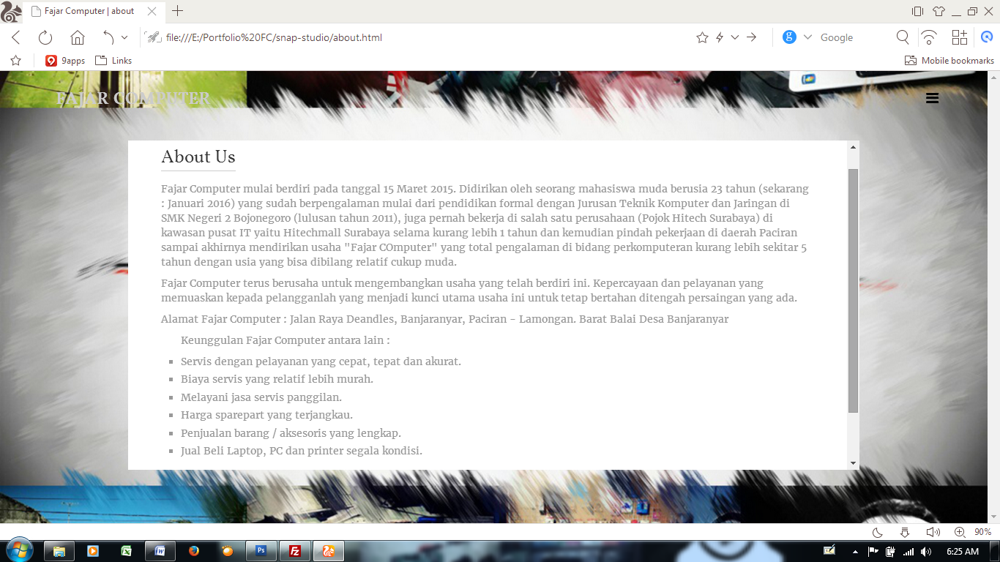 Fajar Computer | about
file:///E:/Portfolio%20FC/snap-studio/about.html
Google
9apps
Links
Mobile bookmarks
FAJAR COMPUTER
About Us
Fajar Computer mulai berdiri pada tanggal 15 Maret 2015. Didirikan oleh seorang mahasiswa muda berusia 23 tahun (sekarang
: Januari 2016) yang sudah berpengalaman mulai dari pendidikan formal dengan Jurusan Teknik Komputer dan Jaringan di
SMK Negeri 2 Bojonegoro (lulusan tahun 2011), juga pernah bekerja di salah satu perusahaan (Pojok Hitech Surabaya) di
kawasan pusat IT yaitu Hitechmall Surabaya selama kurang lebih 1 tahun dan kemudian pindah pekerjaan di daerah Paciran
sampai akhirnya mendirikan usaha "Fajar COmputer" yang total pengalaman di bidang perkomputeran kurang lebih sekitar 5
tahun dengan usia yang bisa dibilang relatif cukup muda.
Fajar Computer terus berusaha untuk mengembangkan usaha yang telah berdiri ini. Kepercayaan dan pelayanan yang
memuaskan kepada pelangganlah yang menjadi kunci utama usaha ini untuk tetap bertahan ditengah persaingan yang ada.
Alamat Fajar Computer : Jalan Raya Deandles, Banjaranyar, Paciran - Lamongan. Barat Balai Desa Banjaranyar
Keunggulan Fajar Computer antara lain :
Servis dengan pelayanan yang cepat, tepat dan akurat.
Biaya servis yang relatif lebih murah.
Melayani jasa servis panggilan.
Harga sparepart yang terjangkau.
Penjualan barang / aksesoris yang lengkap.
Jual Beli Laptop, PC dan printer segala kondisi.
90%
6:25 AM